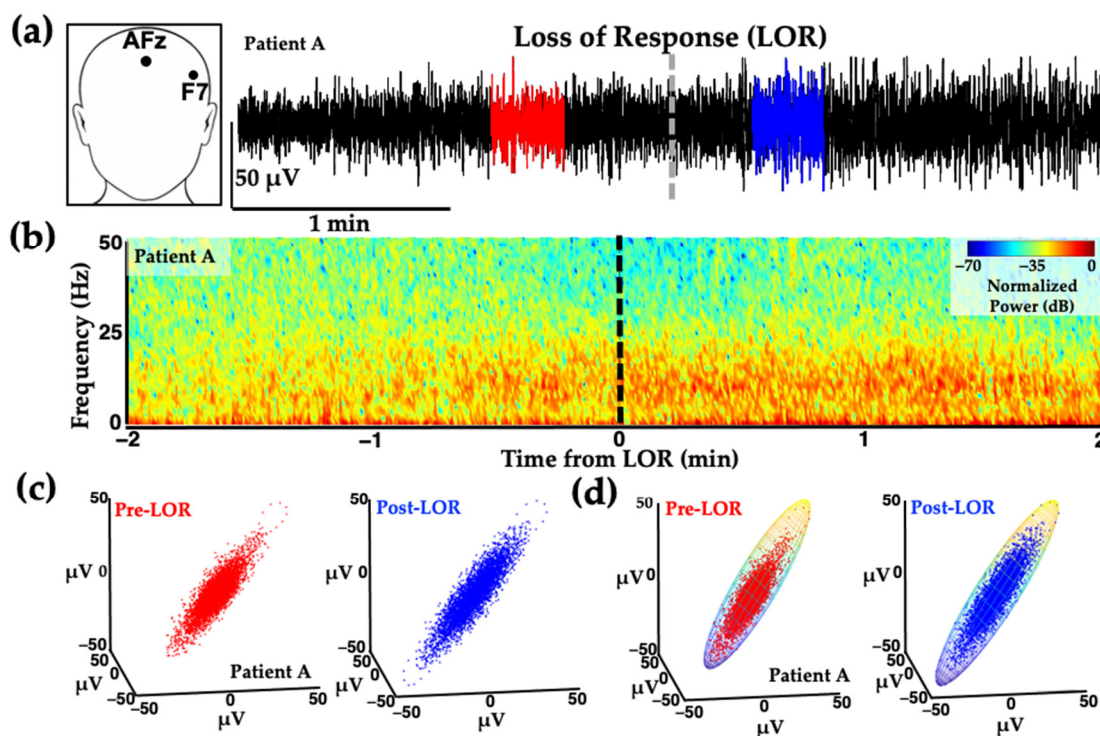 (a)
AFz
F7
Patient A
Loss of Response (LOR)
50 μV
1 min
(b)
Frequency (Hz)
50
25
0
Patient A
−70 −35 0
Normalized
Power (dB)
−2 −1 0 1 2
Time from LOR (min)
(c)
50
Pre-LOR
μV 0
−50
50
0
μV
−50
−50 0 50
μV
Patient A
50
Post-LOR
μV 0
−50
50
0
μV
−50
−50 0 50
μV
(d)
50
Pre-LOR
μV 0
−50
50
0
μV
−50
−50 0 50
μV
Patient A
50
Post-LOR
μV 0
−50
50
0
μV
−50
−50 0 50
μV